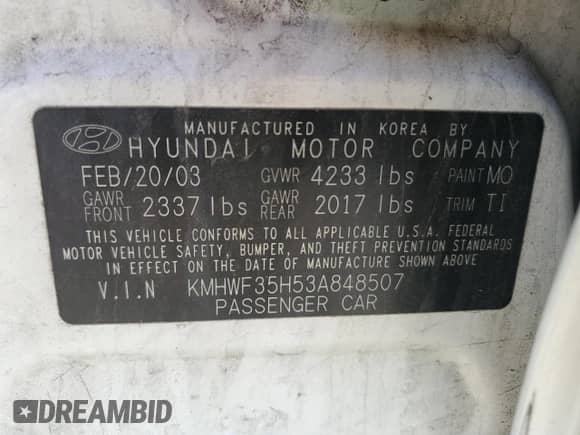 MANUFACTURED IN KOREA BY
HYUNDAI MOTOR COMPANY
FEB/20/03 GVWR 4233 lbs PAINT MO
GAWR FRONT 2337 lbs GAWR REAR 2017 lbs TRIM TI
THIS VEHICLE CONFORMS TO ALL APPLICABLE U.S.A. FEDERAL
MOTOR VEHICLE SAFETY, BUMPER, AND THEFT PREVENTION STANDARDS
IN EFFECT ON THE DATE OF MANUFACTURE SHOWN ABOVE
V.I.N KMHWF35H53A848507
PASSENGER CAR
DREAMBID